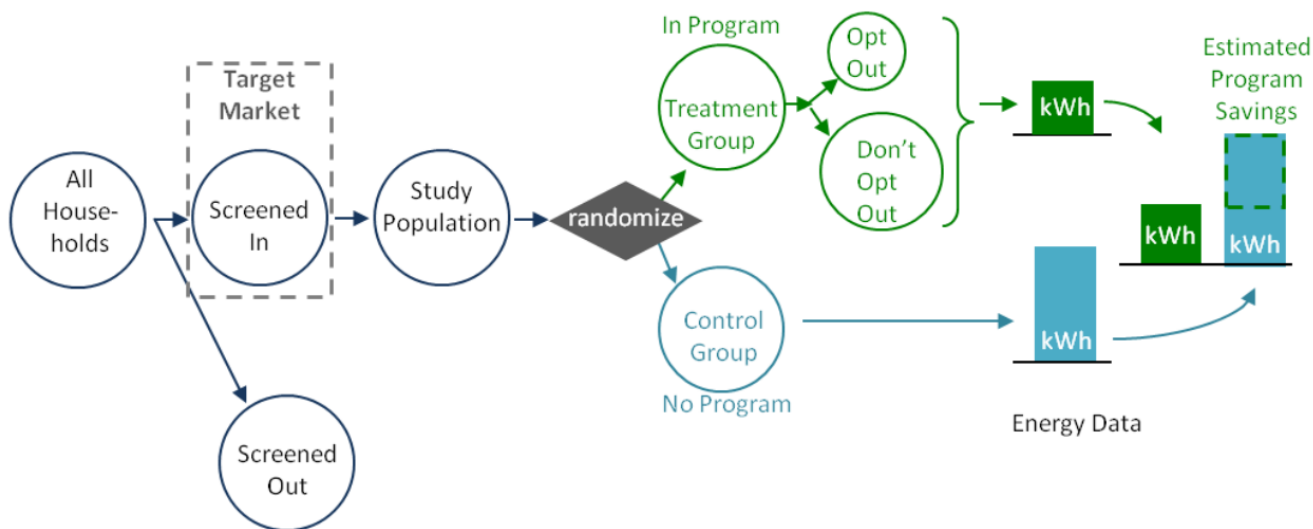 All
House-
holds
Target
Market
Screened
In
Screened
Out
Study
Population
randomize
In Program
Treatment
Group
Opt
Out
Don't
Opt
Out
Control
Group
No Program
kWh
kWh
Energy Data
Estimated
Program
Savings
kWh
kWh